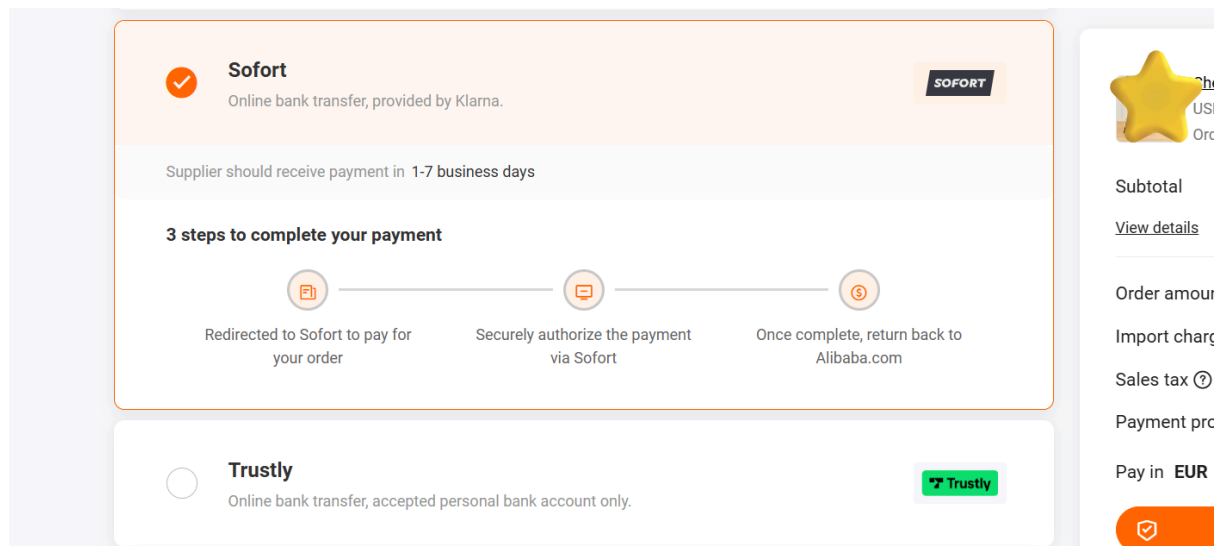 Sofort
Online bank transfer, provided by Klarna.
SOFORT
Supplier should receive payment in 1-7 business days
3 steps to complete your payment
Redirected to Sofort to pay for
your order
Securely authorize the payment
via Sofort
Once complete, return back to
Alibaba.com
Trustly
Online bank transfer, accepted personal bank account only.
Trustly
Subtotal
View details
Order
Import
Sales tax
Payment
Pay in EUR